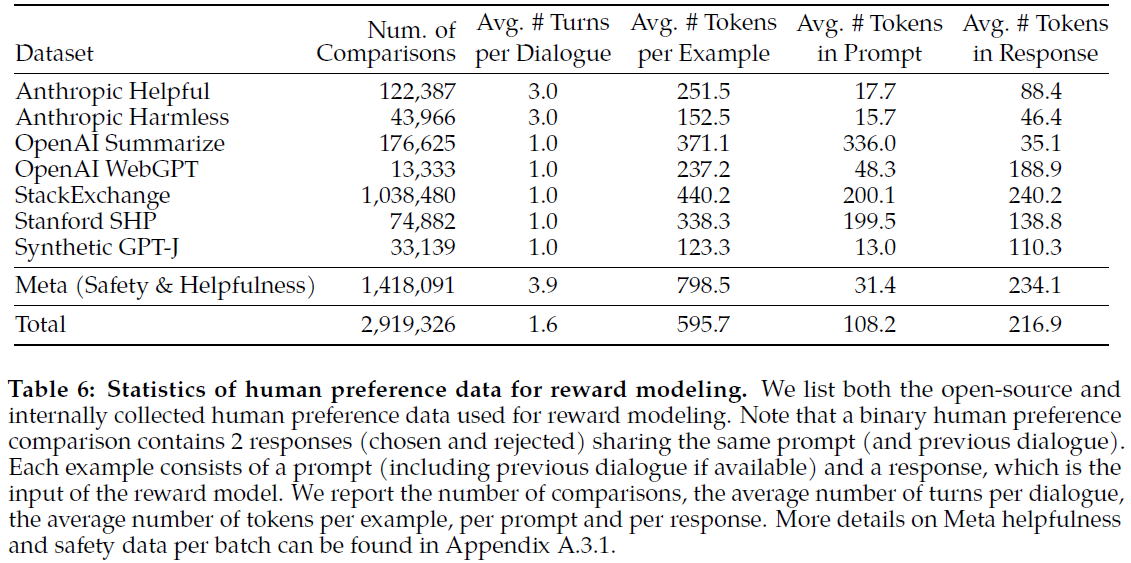 Dataset Num. of Comparisons Avg. # Turns per Dialogue Avg. # Tokens per Example Avg. # Tokens in Prompt Avg. # Tokens in Response
Anthropic Helpful 122,387 3.0 251.5 17.7 88.4
Anthropic Harmless 43,966 3.0 152.5 15.7 46.4
OpenAI Summarize 176,625 1.0 371.1 336.0 35.1
OpenAI WebGPT 13,333 1.0 237.2 48.3 188.9
StackExchange 1,038,480 1.0 440.2 200.1 240.2
Stanford SHP 74,882 1.0 338.3 199.5 138.8
Synthetic GPT-J 33,139 1.0 123.3 13.0 110.3
Meta (Safety & Helpfulness) 1,418,091 3.9 798.5 31.4 234.1
Total 2,919,326 1.6 595.7 108.2 216.9
Table 6: Statistics of human preference data for reward modeling. We list both the open-source and
internally collected human preference data used for reward modeling. Note that a binary human preference
comparison contains 2 responses (chosen and rejected) sharing the same prompt (and previous dialogue).
Each example consists of a prompt (including previous dialogue if available) and a response, which is the
input of the reward model. We report the number of comparisons, the average number of turns per dialogue,
the average number of tokens per example, per prompt and per response. More details on Meta helpfulness
and safety data per batch can be found in Appendix A.3.1.